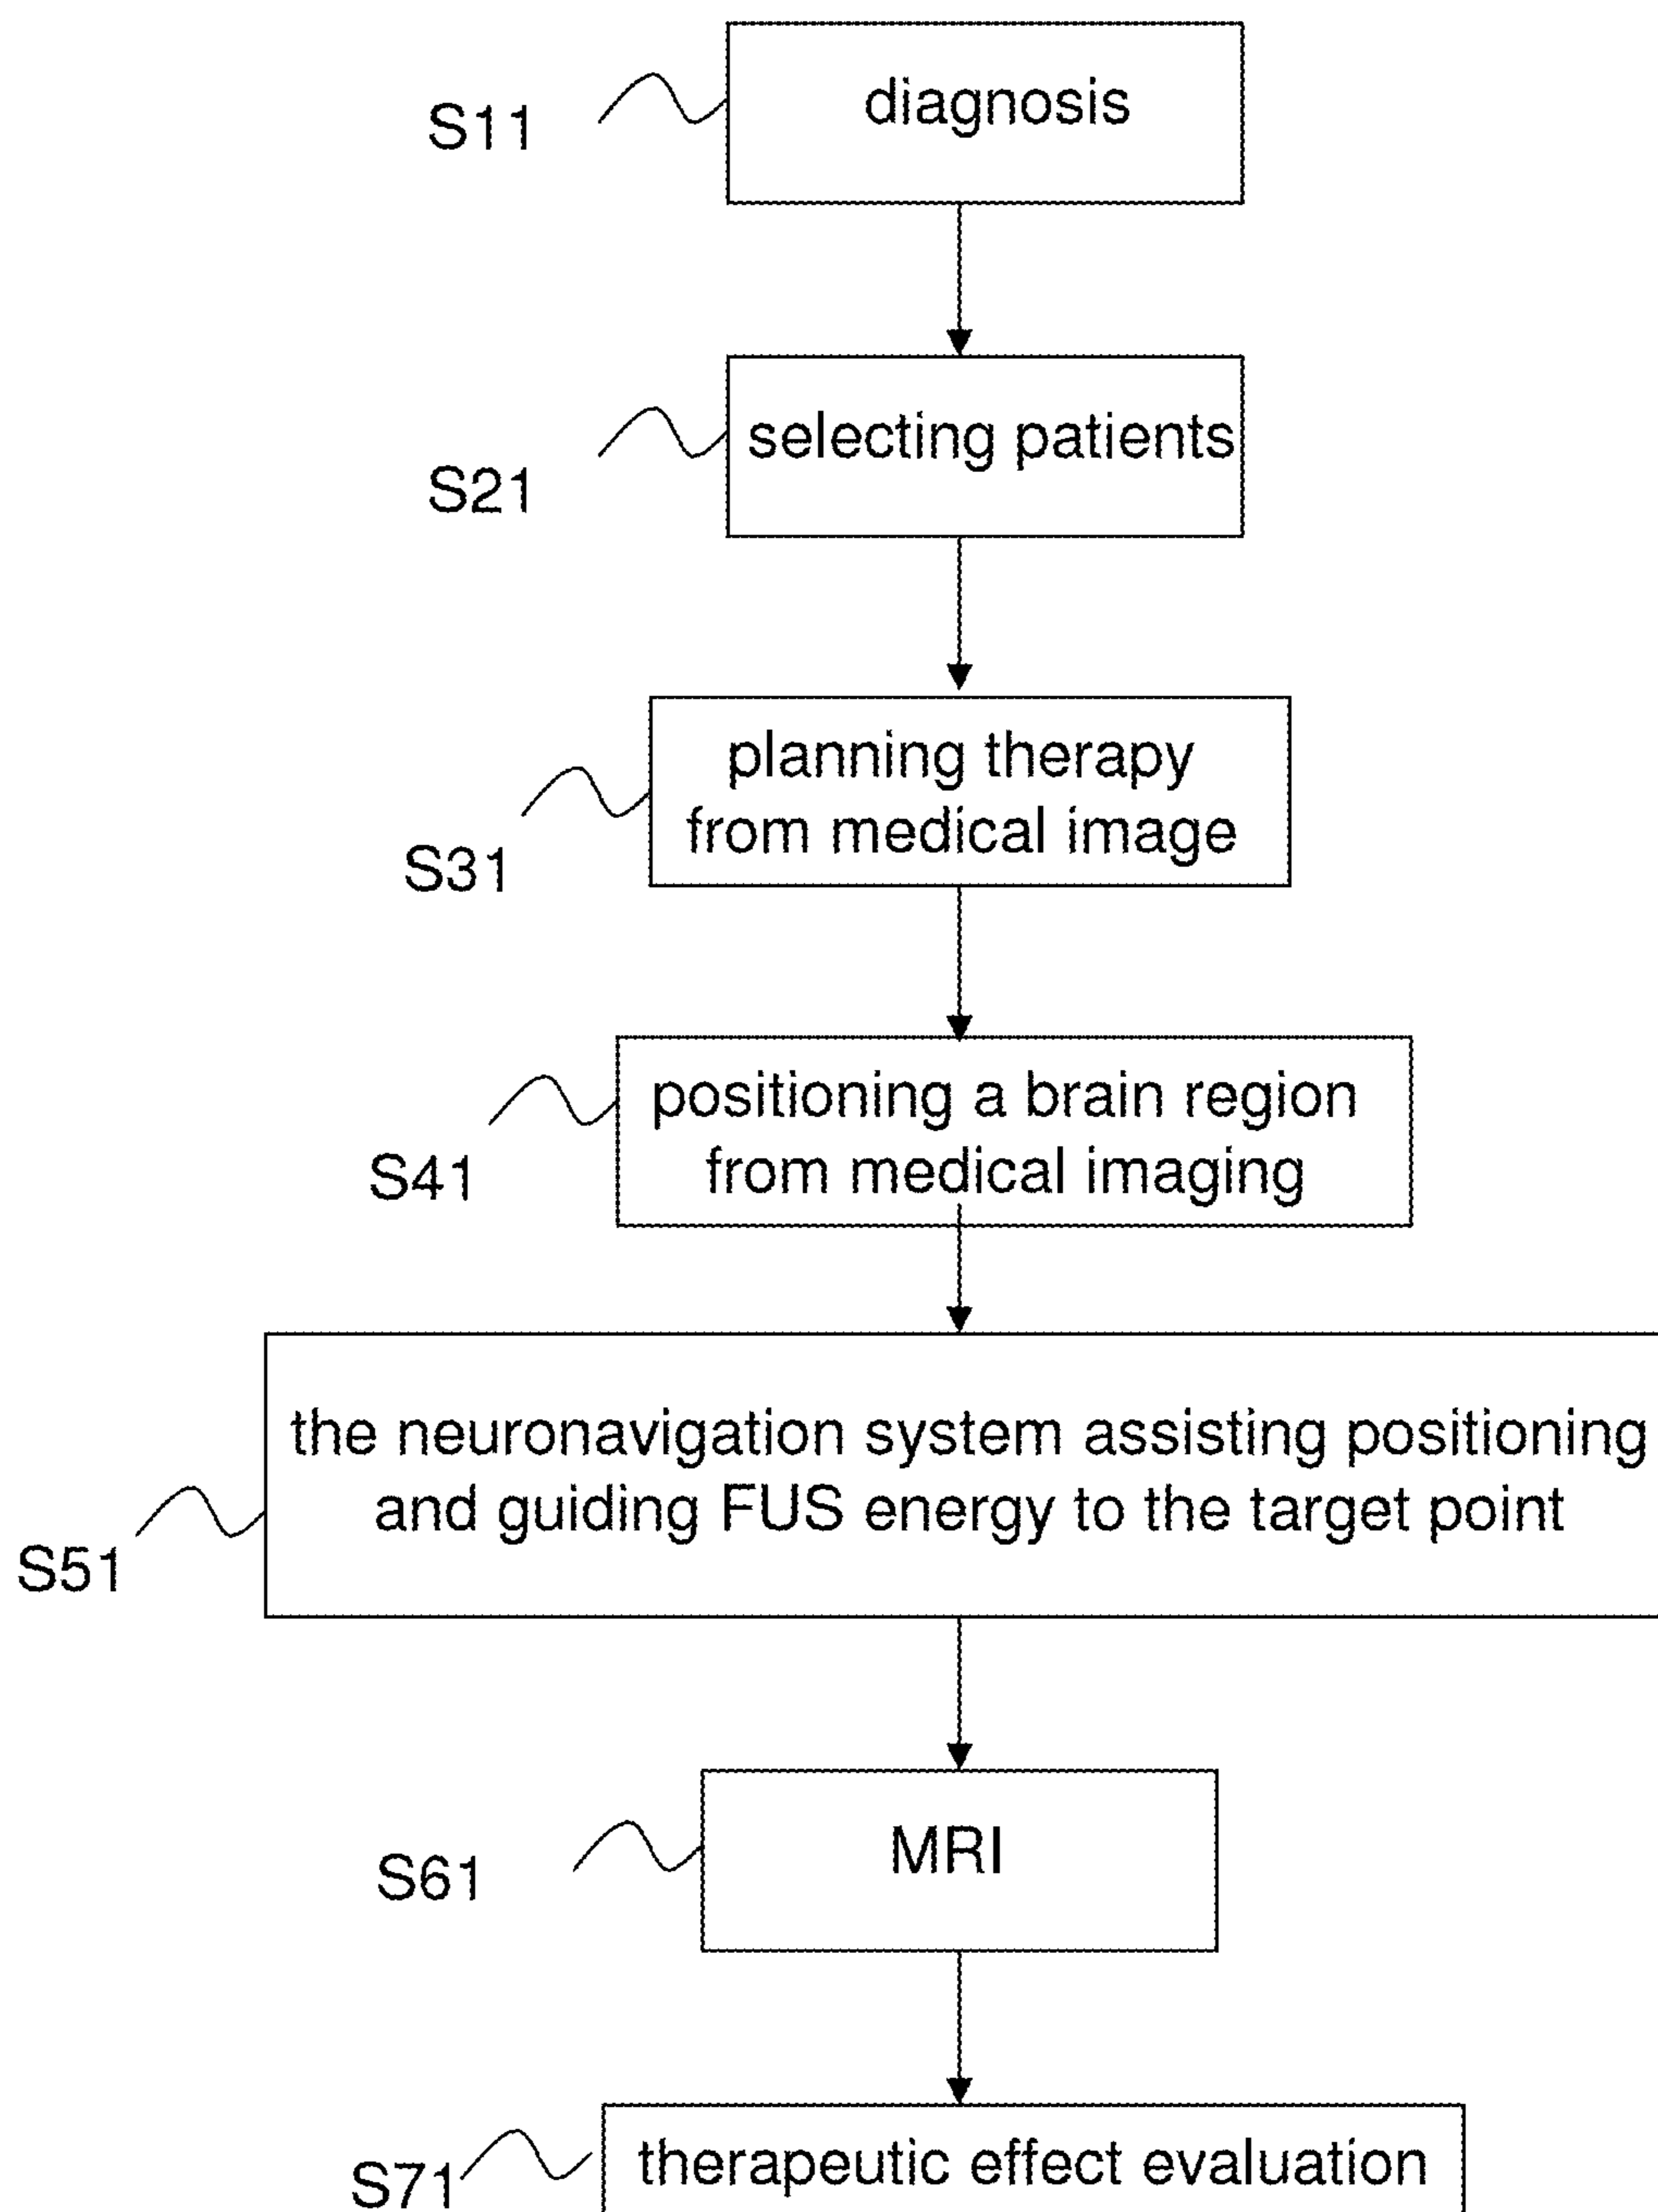 diagnosis
S11
selecting patients
S21
planning therapy
from medical image
S31
positioning a brain region
from medical imaging
S41
the neuronavigation system assisting positioning
and guiding FUS energy to the target point
S51
MRI
S61
therapeutic effect evaluation
S71